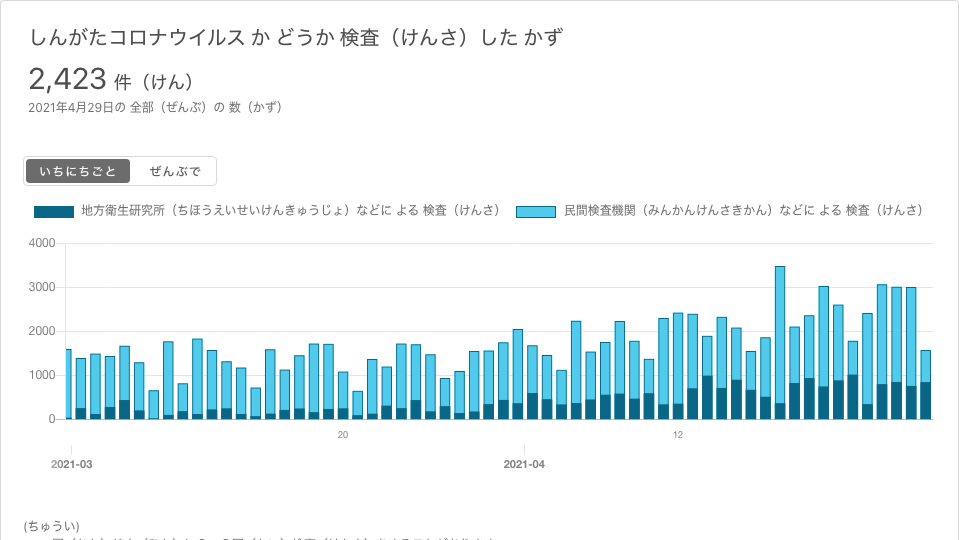 しんがたコロナウイルス か どうか 検査（けんさ）した かず
2,423 件（けん）
2021年4月29日の 全部（ぜんぶ）の 数（かず）
いちにちごと ぜんぶで
地方衛生研究所（ちほうえいせいけんきゅうじょ）などに よる 検査（けんさ） 民間検査機関（みんかんけんさきかん）などに よる 検査（けんさ）
4000
3000
2000
1000
0
20 12
2021-03 2021-04
(ちゅうい)